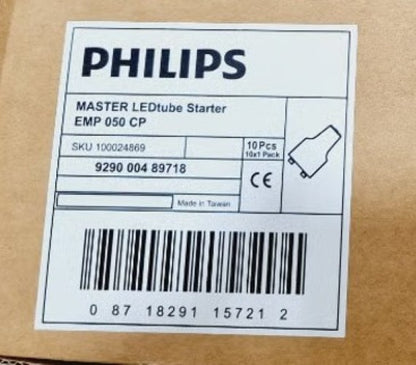 PHILIPS
MASTER LEDtube Starter
EMP 050 CP
SKU 100024869
10 Pcs
10x1 Pack
9290 004 89718
CE
Made in Taiwan
0 87 18291 15721 2